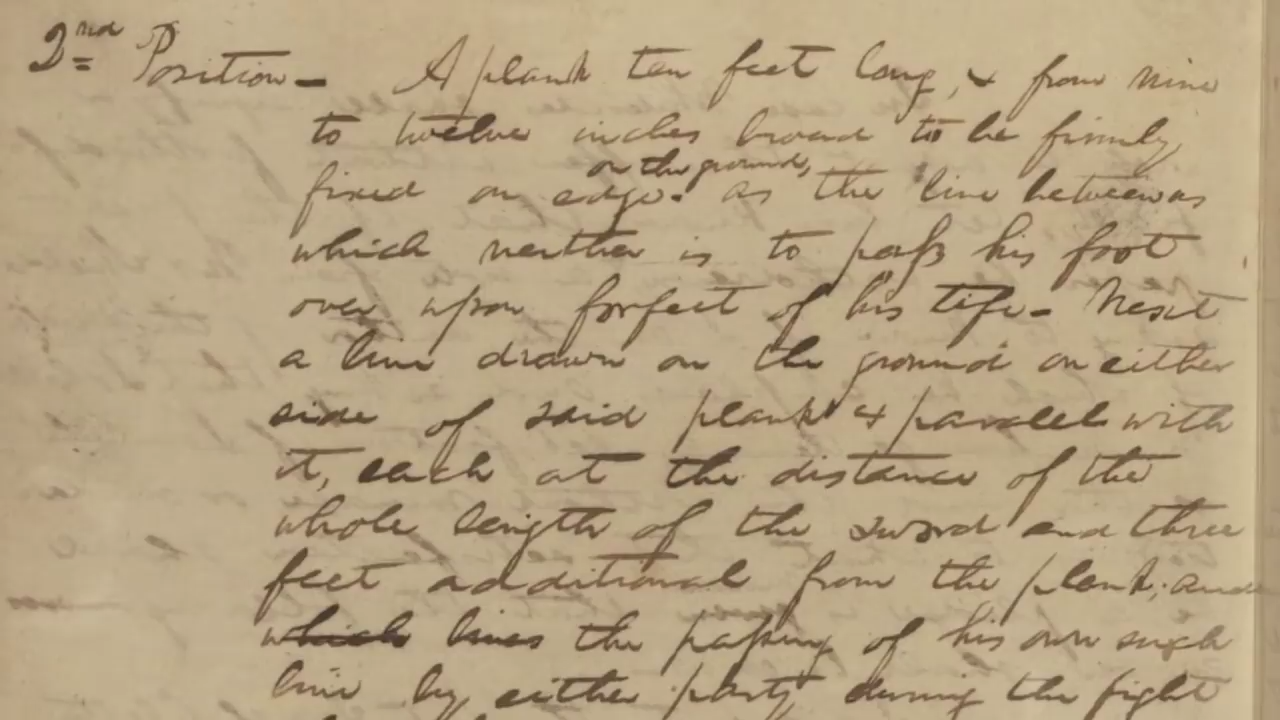 2nd Position - A plank ten feet long, & from nine
to twelve inches broad to be firmly
on the ground,
fixed on edge. as the line between us
which neither is to pass his foot
over upon forfeit of his life - Next
a line drawn on the ground on either
side of said plank & paralel with
it, each at the distance of the
whole length of the sword and three
feet additional from the plank; and
which lines the passing of his own such
line by either party during the fight